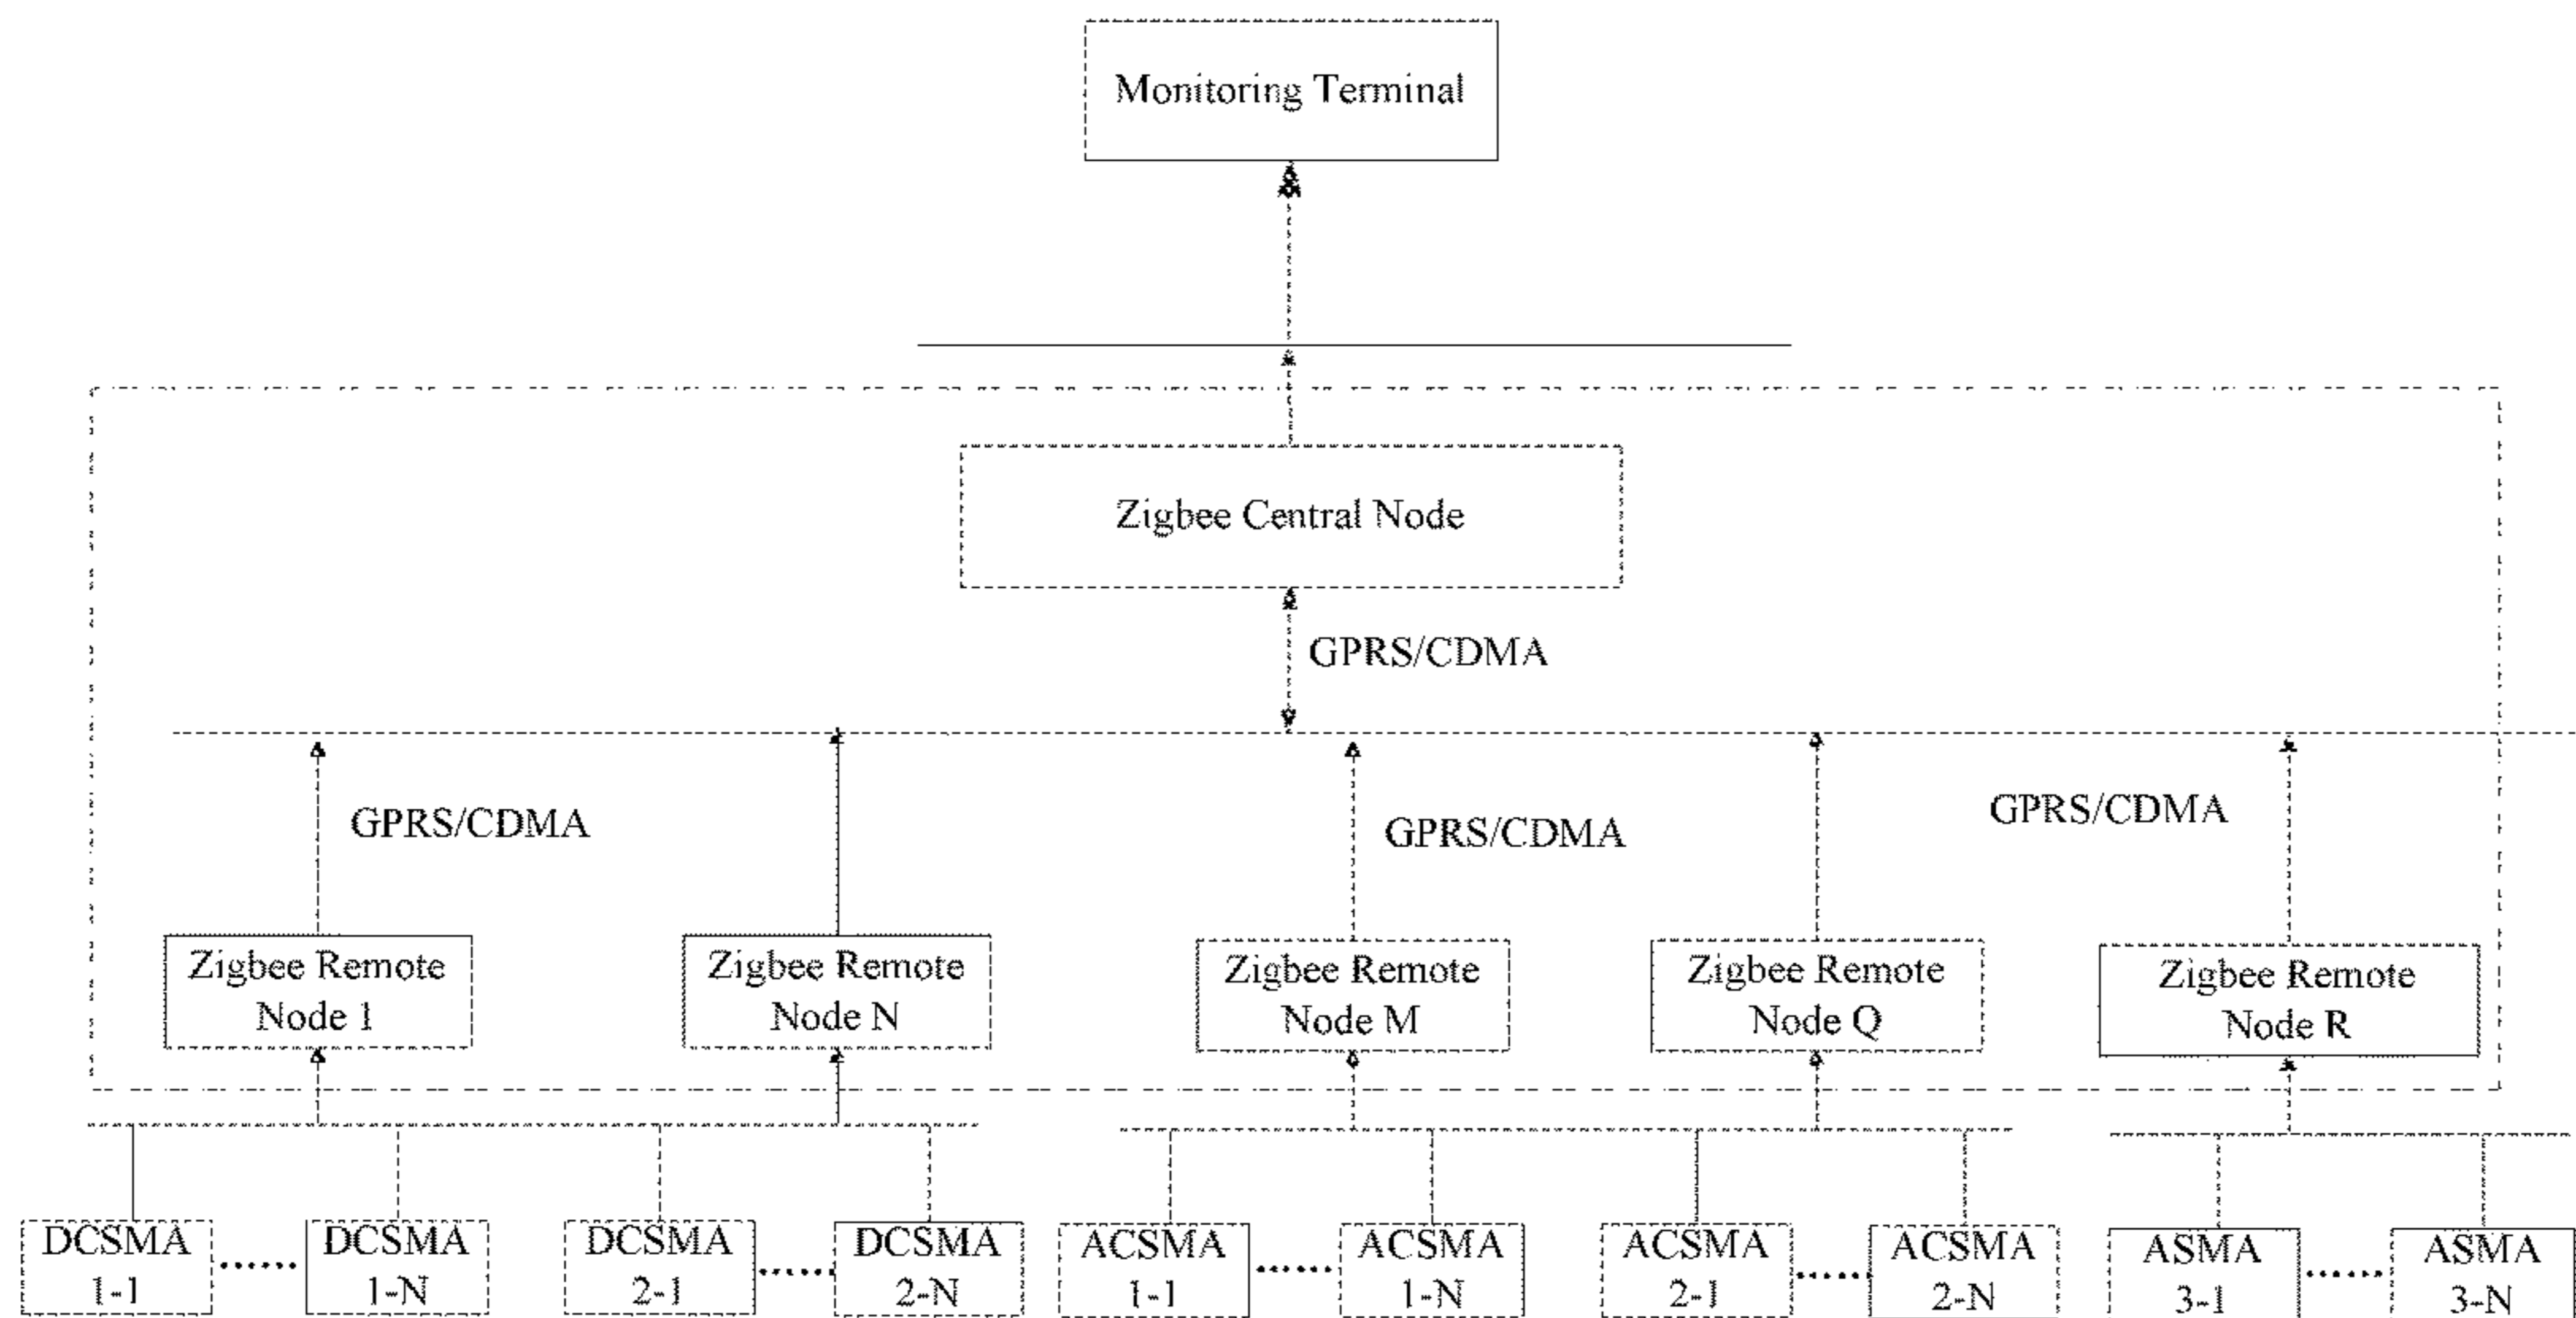 Monitoring Terminal
Zigbee Central Node
GPRS/CDMA
GPRS/CDMA
GPRS/CDMA
GPRS/CDMA
Zigbee Remote
Node 1
Zigbee Remote
Node N
Zigbee Remote
Node M
Zigbee Remote
Node Q
Zigbee Remote
Node R
DCSMA
1-1
DCSMA
1-N
DCSMA
2-1
DCSMA
2-N
ACSMA
1-1
ACSMA
1-N
ACSMA
2-1
ACSMA
2-N
ASMA
3-1
ASMA
3-N